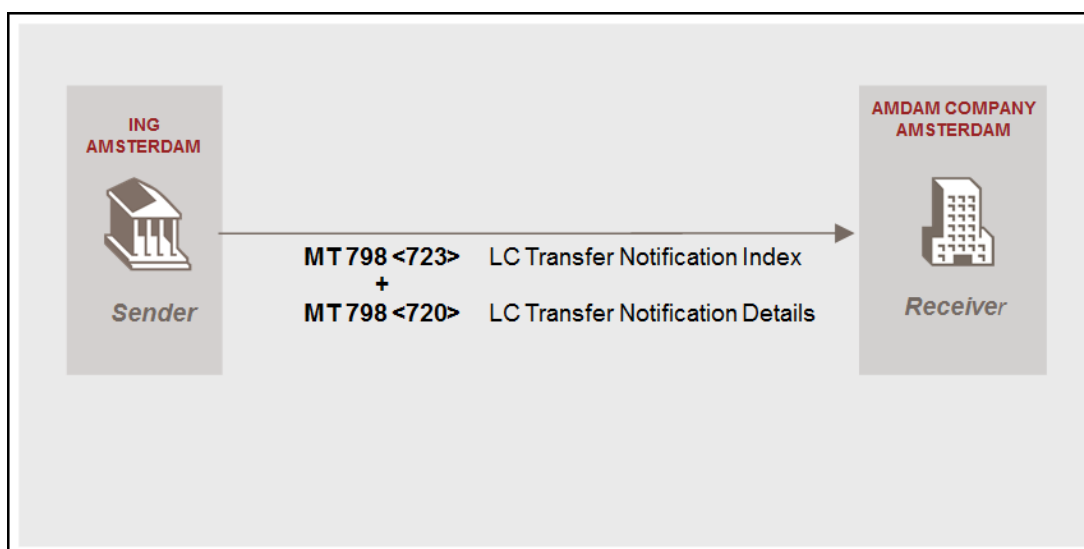 ING
AMSTERDAM
Sender
MT 798 <723> LC Transfer Notification Index
+
MT 798 <720> LC Transfer Notification Details
AMDAM COMPANY
AMSTERDAM
Receiver